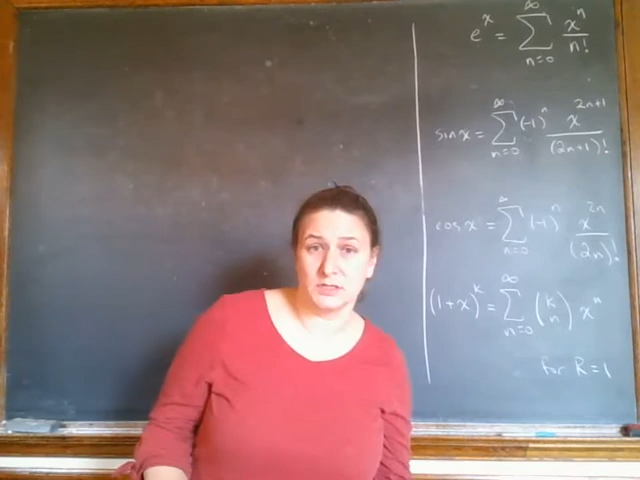 e^x = ∑_{n=0}^{∞} x^n/n!
sin x = ∑_{n=0}^{∞} (-1)^n x^{2n+1}/(2n+1)!
cos x = ∑_{n=0}^{∞} (-1)^n x^{2n}/(2n)!
(1+x)^k = ∑_{n=0}^{∞} (k n) x^n
for R=1